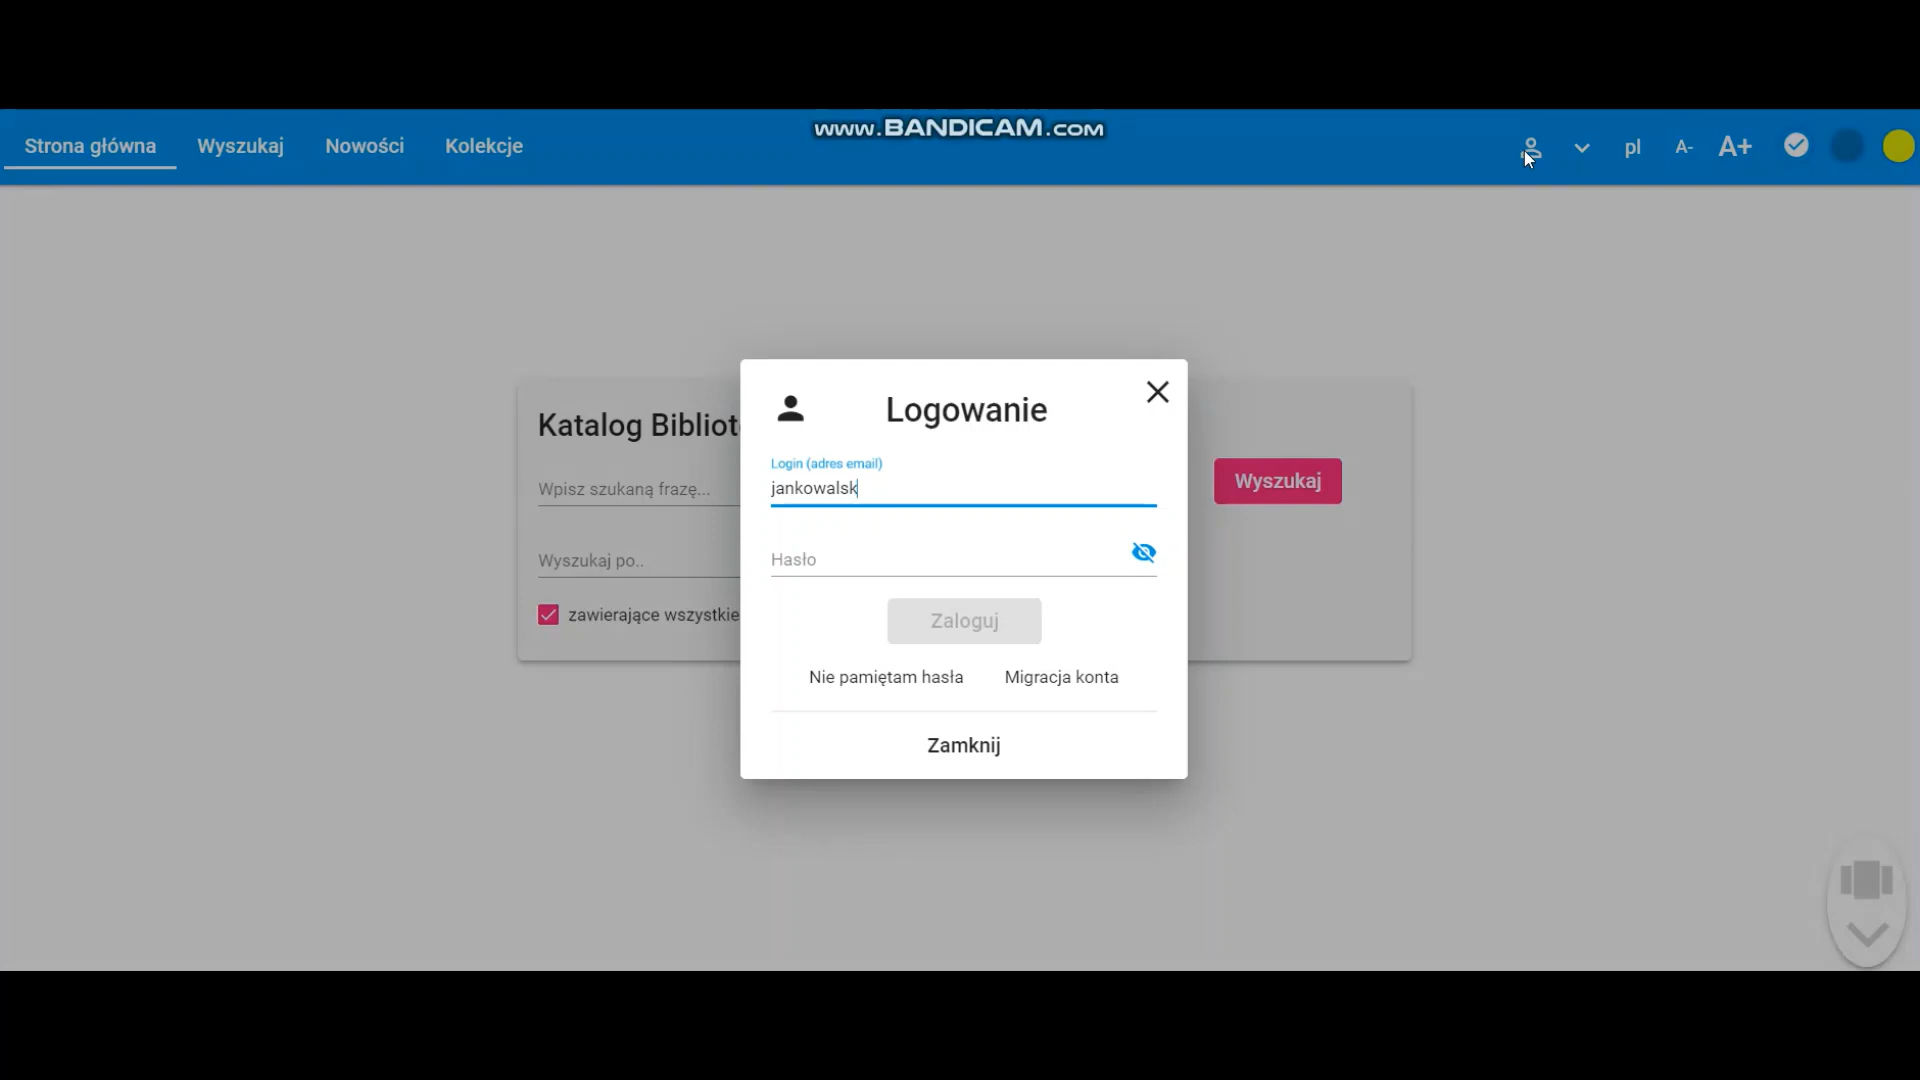 www.BANDICAM.com
Strona główna Wyszukaj Nowości Kolekcje pl A- A+
Katalog Bibliot
Wpisz szukaną frazę...
Wyszukaj po..
zawierające wszystkie
Wyszukaj
Logowanie
Login (adres email)
jankowalsk
Hasło
Zaloguj
Nie pamiętam hasła Migracja konta
Zamknij